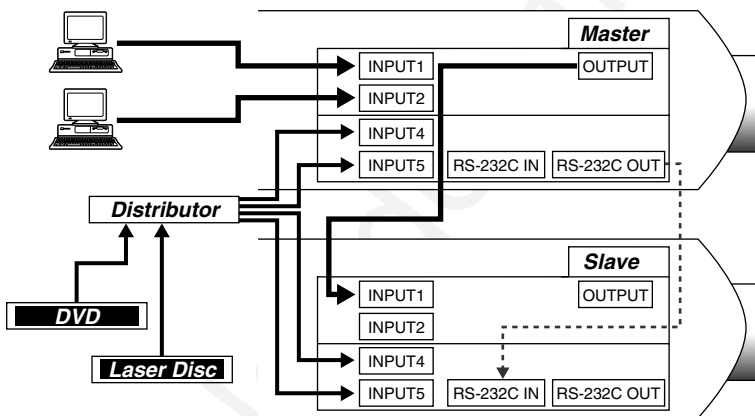 Master
INPUT1
OUTPUT
INPUT2
INPUT4
INPUT5
RS-232C IN
RS-232C OUT
Distributor
Slave
INPUT1
OUTPUT
INPUT2
DVD
INPUT4
Laser Disc
INPUT5
RS-232C IN
RS-232C OUT